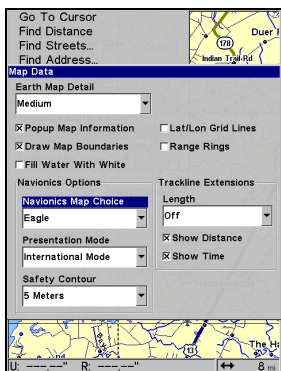 Go To Cursor
Find Distance
Find Streets...
Find Address...
178
Duer
Indian Trail Rd
Map Data
Earth Map Detail
Medium
Popup Map Information
Lat/Lon Grid Lines
Draw Map Boundaries
Range Rings
Fill Water With White
Navionics Options
Trackline Extensions
Navionics Map Choice
Length
Eagle
Off
Presentation Mode
Show Distance
International Mode
Show Time
Safety Contour
5 Meters
131
The
U: ---.--" R: ---.--" 8 mi